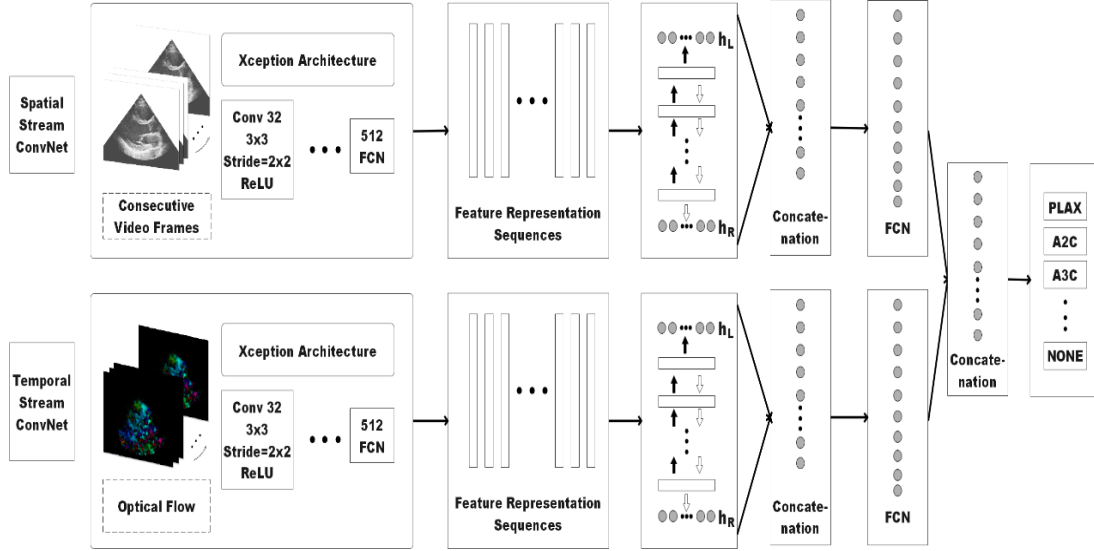 Spatial
Stream
ConvNet
Consecutive
Video Frames
Xception Architecture
Conv 32
3x3
Stride=2x2
ReLU
512
FCN
Feature Representation
Sequences
hL
hR
Concate-
nation
FCN
Temporal
Stream
ConvNet
Optical Flow
Xception Architecture
Conv 32
3x3
Stride=2x2
ReLU
512
FCN
Feature Representation
Sequences
hL
hR
Concate-
nation
FCN
Concate-
nation
PLAX
A2C
A3C
NONE